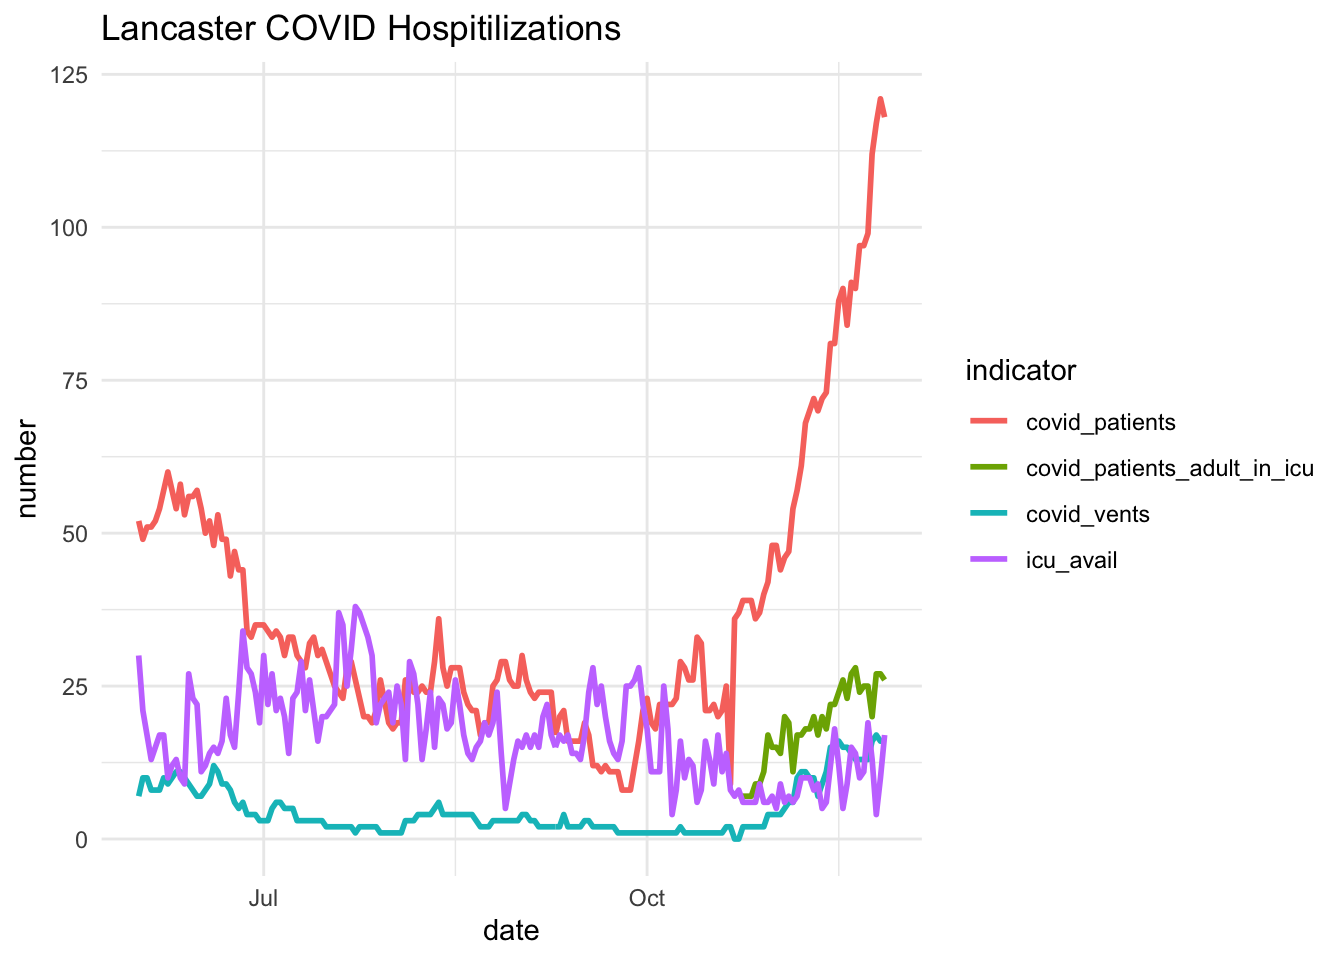 Lancaster COVID Hospitilizations
125
100
75
50
25
0
number
Jul
Oct
date
indicator
covid_patients
covid_patients_adult_in_icu
covid_vents
icu_avail